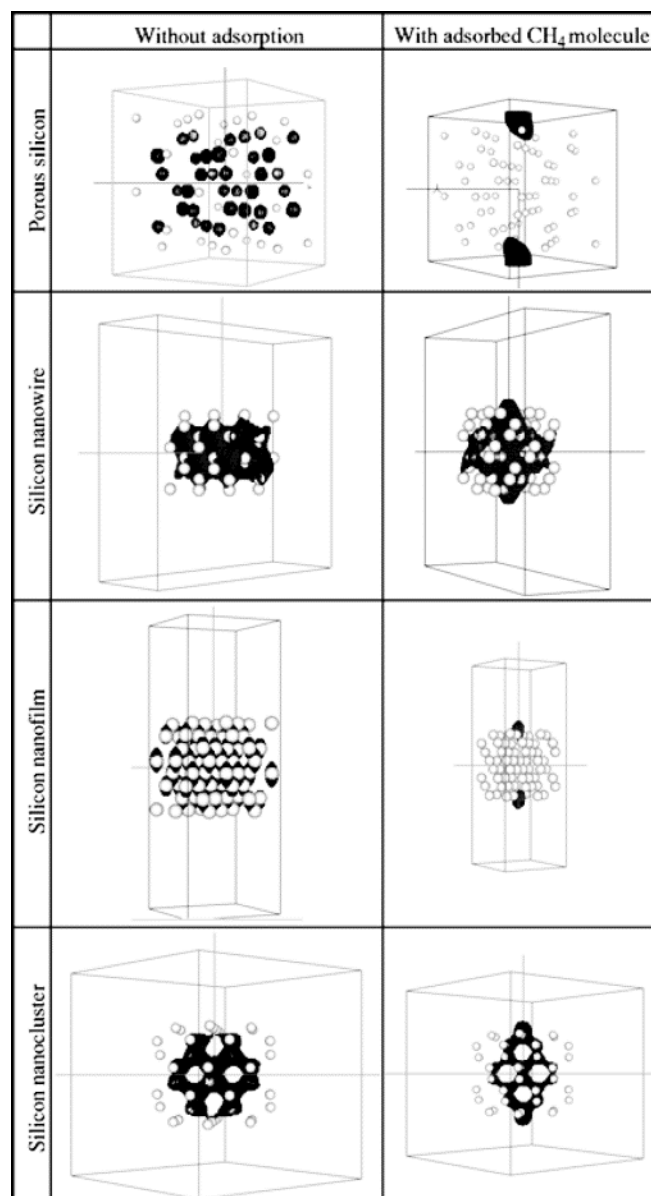 Without adsorption
With adsorbed CH₄ molecule
Porous silicon
Silicon nanowire
Silicon nanofilm
Silicon nanocluster